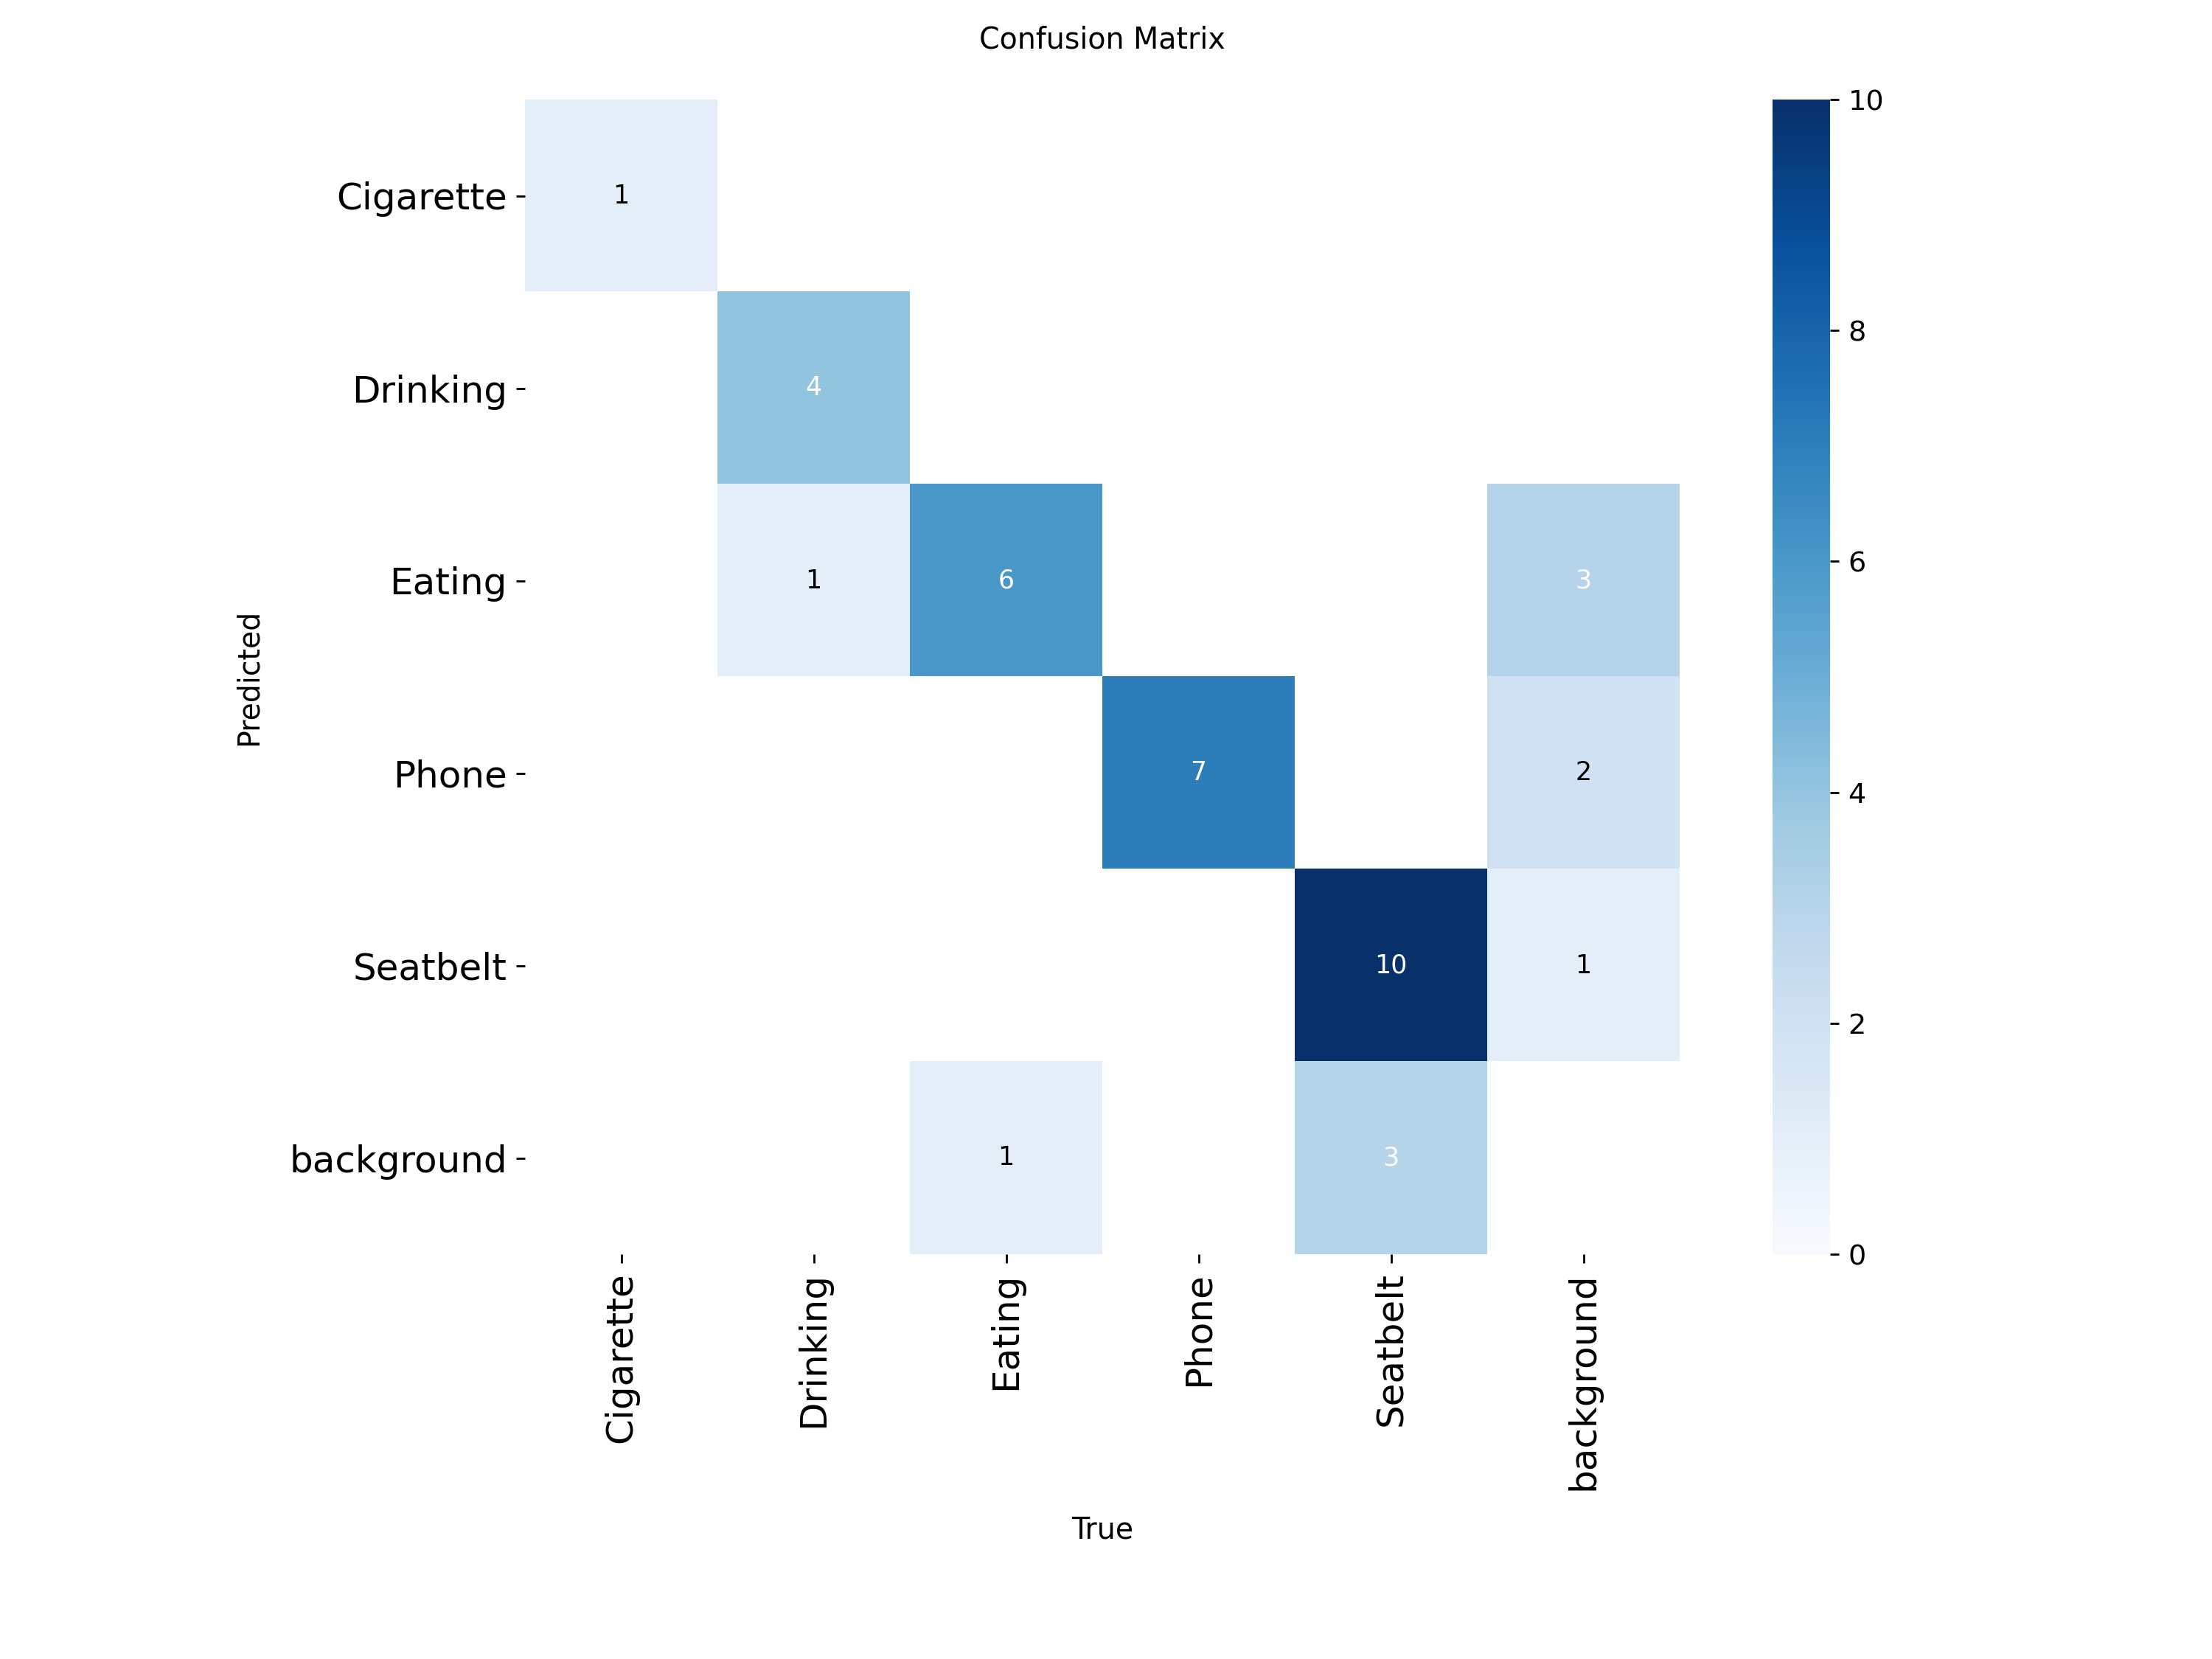 Confusion Matrix
Cigarette
1
Drinking
4
Eating
1 6 3
Phone
7 2
Seatbelt
10 1
background
1 3
Cigarette
Drinking
Eating
Phone
Seatbelt
background
True
Predicted
10
8
6
4
2
0